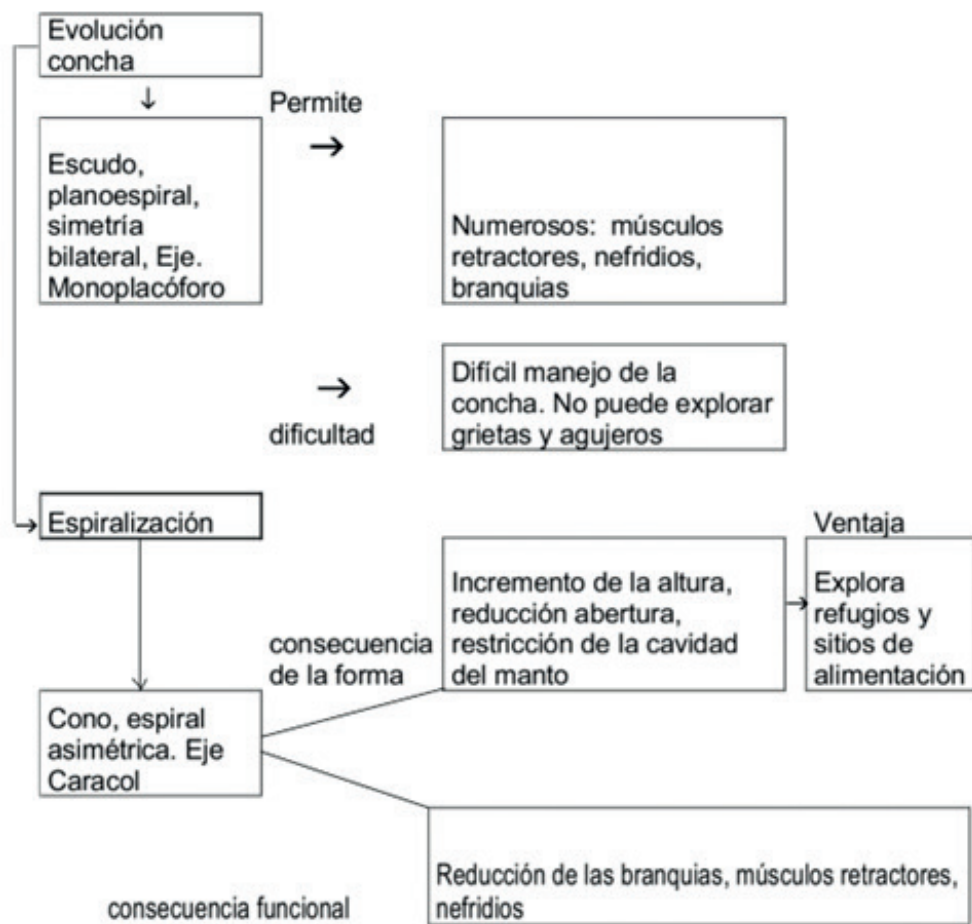 Evolución
concha
Permite
Escudo,
planoespiral,
simetría
bilateral, Eje.
Monoplacóforo
Numerosos: músculos
retractores, nefridios,
branquias
dificultad
Difícil manejo de la
concha. No puede explorar
grietas y agujeros
Espiralización
consecuencia
de la forma
Incremento de la altura,
reducción abertura,
restricción de la cavidad
del manto
Ventaja
Explora
refugios y
sitios de
alimentación
Cono, espiral
asimétrica. Eje
Caracol
consecuencia funcional
Reducción de las branquias, músculos retractores,
nefridios